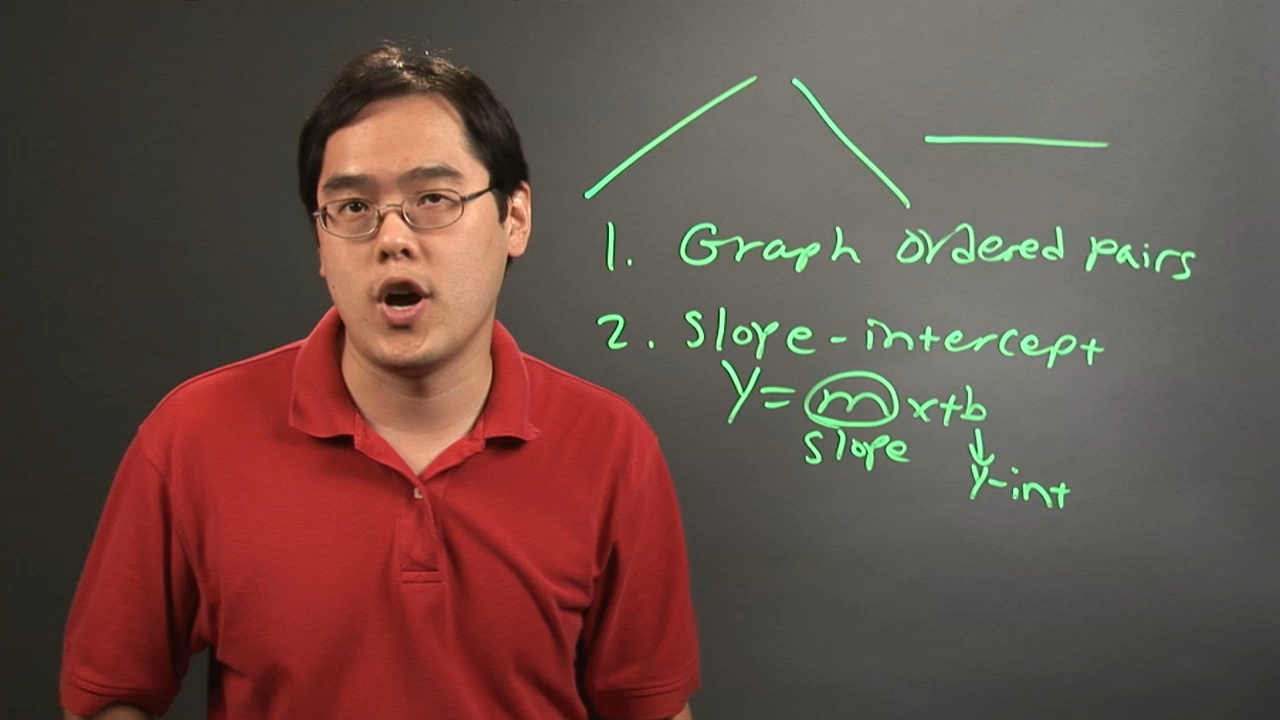 1. Graph ordered pairs
2. Slope-intercept
Y = m x+b
slope
Y-int